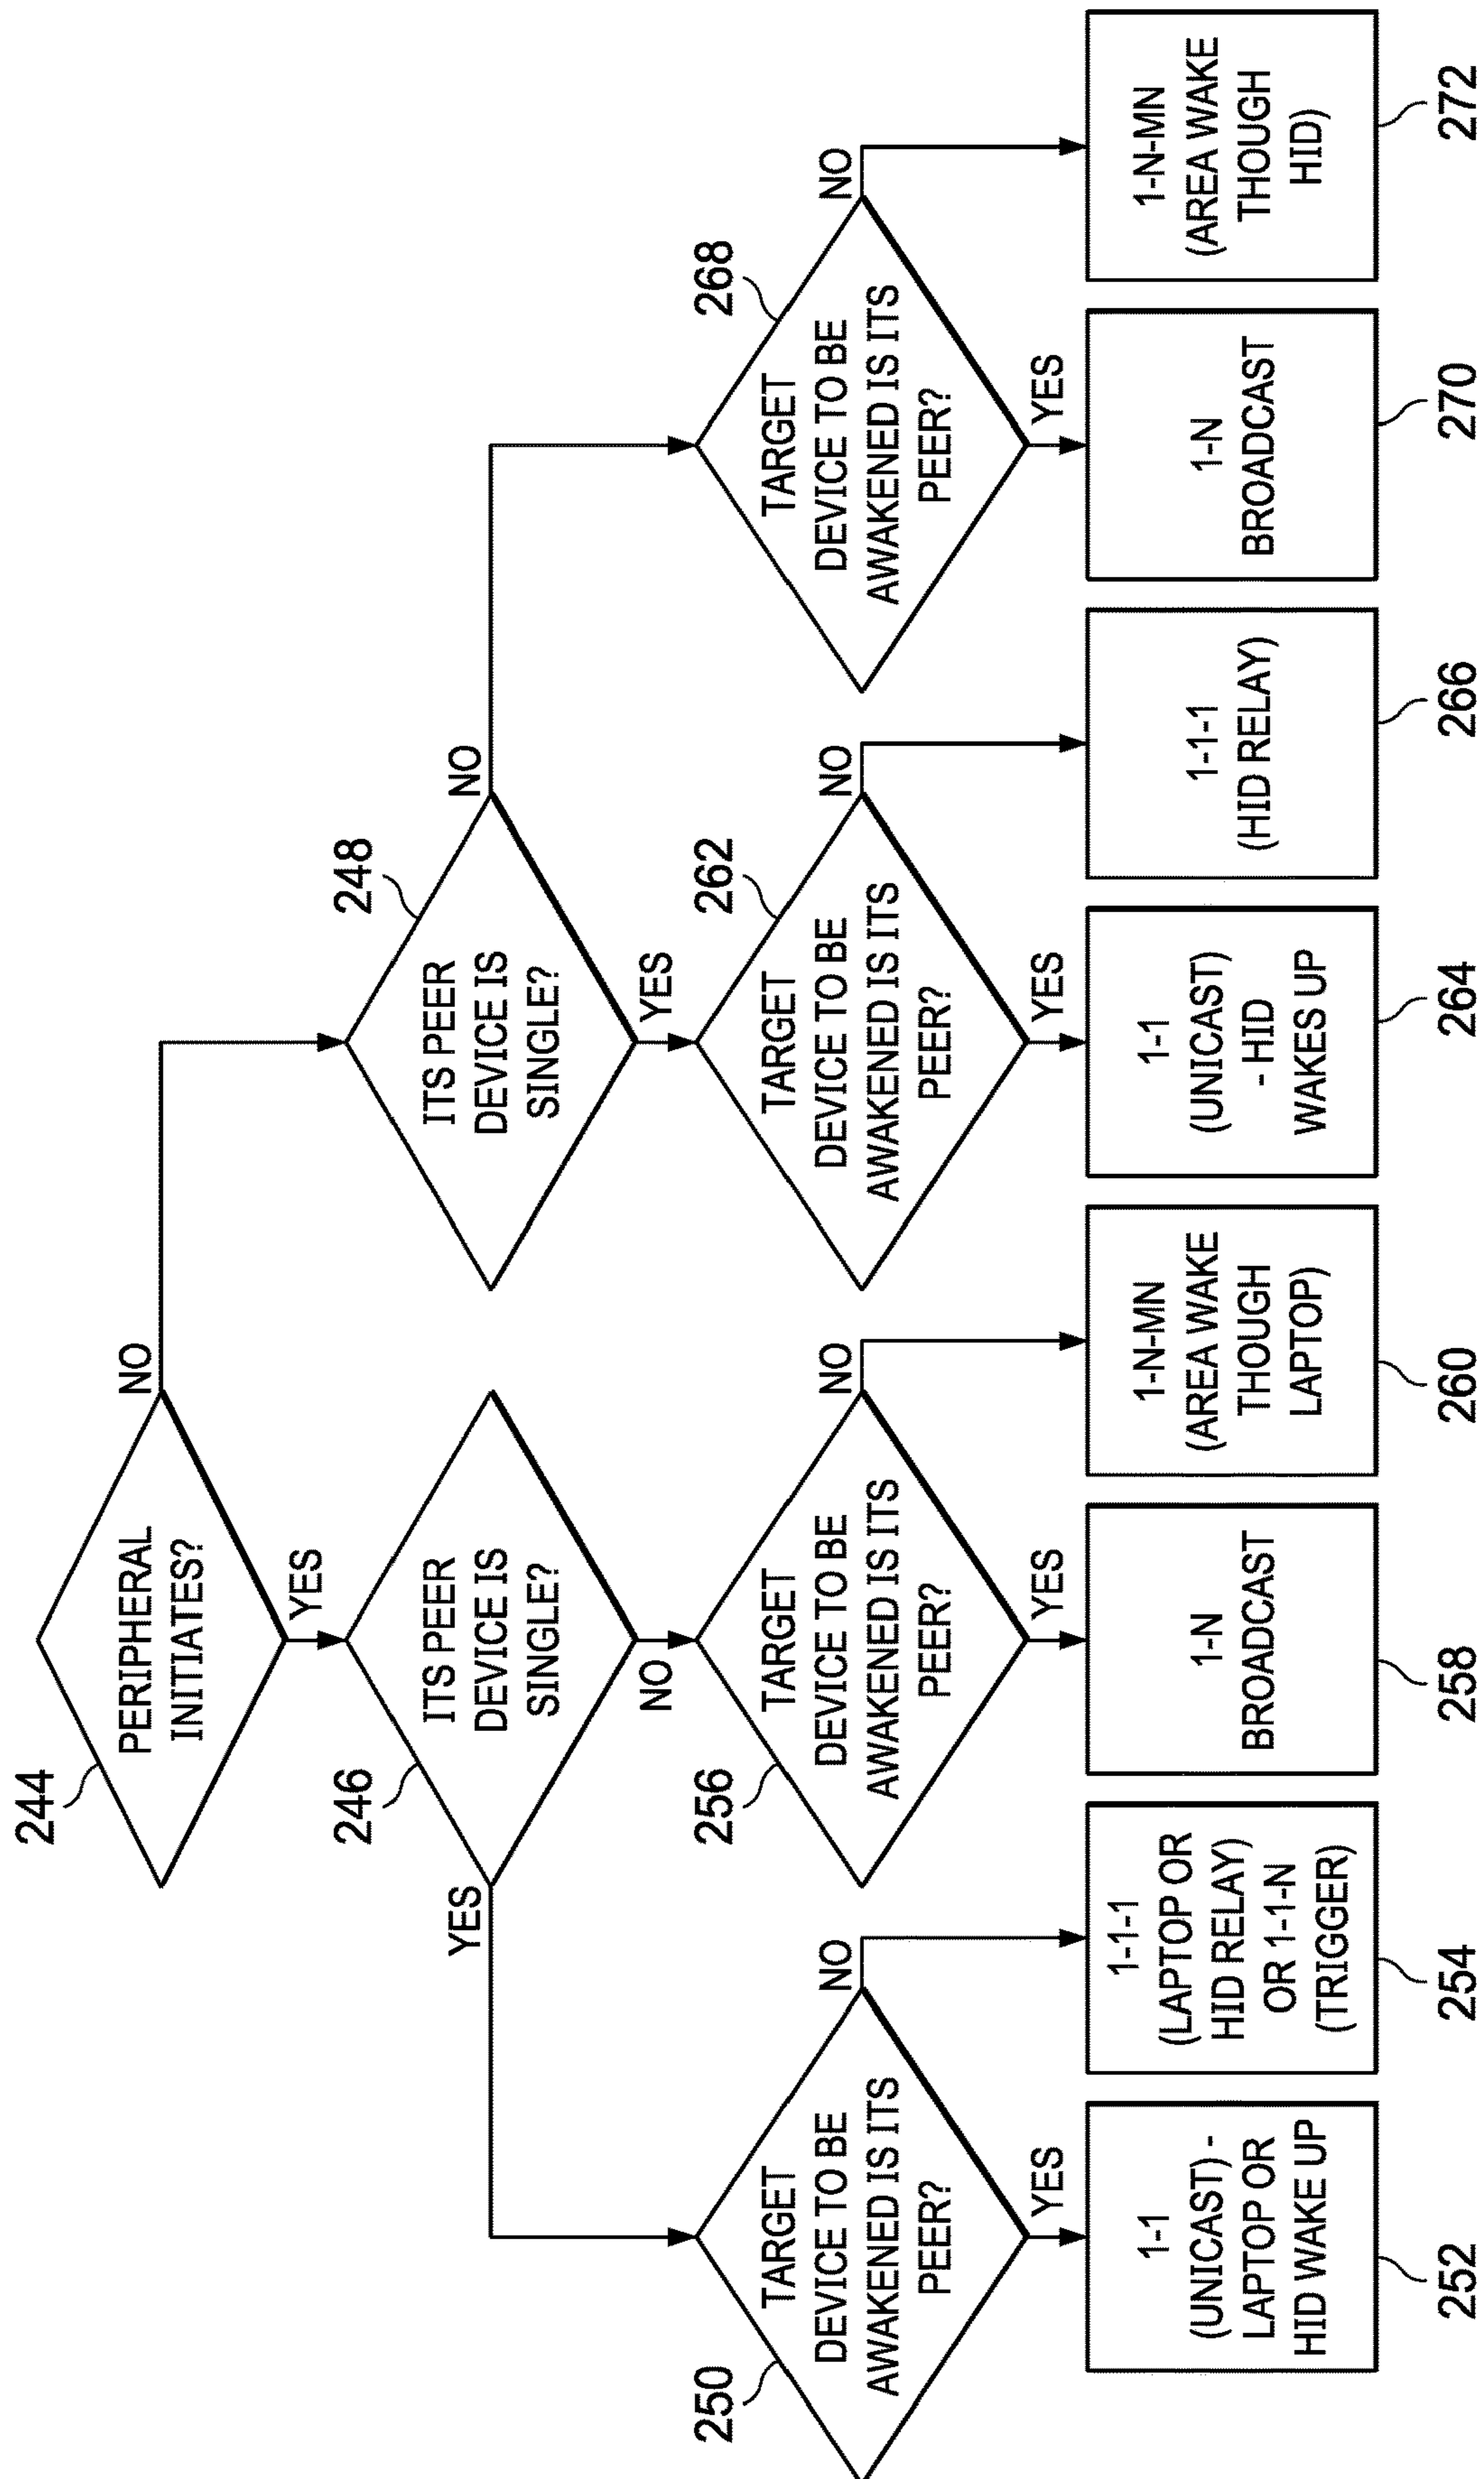 244
PERIPHERAL
INITIATES?
YES
NO
246
ITS PEER
DEVICE IS
SINGLE?
YES
NO
248
ITS PEER
DEVICE IS
SINGLE?
YES
NO
250
TARGET
DEVICE TO BE
AWAKENED IS ITS
PEER?
YES
NO
256
TARGET
DEVICE TO BE
AWAKENED IS ITS
PEER?
YES
NO
262
TARGET
DEVICE TO BE
AWAKENED IS ITS
PEER?
YES
NO
268
TARGET
DEVICE TO BE
AWAKENED IS ITS
PEER?
YES
NO
1-1
(UNICAST) -
LAPTOP OR
HID WAKE UP
252
1-1-1
(LAPTOP OR
HID RELAY)
OR 1-1-N
(TRIGGER)
254
1-N
BROADCAST
258
1-N-MN
(AREA WAKE
THOUGH
LAPTOP)
260
1-1
(UNICAST)
- HID
WAKES UP
264
1-1-1
(HID RELAY)
266
1-N
BROADCAST
270
1-N-MN
(AREA WAKE
THOUGH
HID)
272